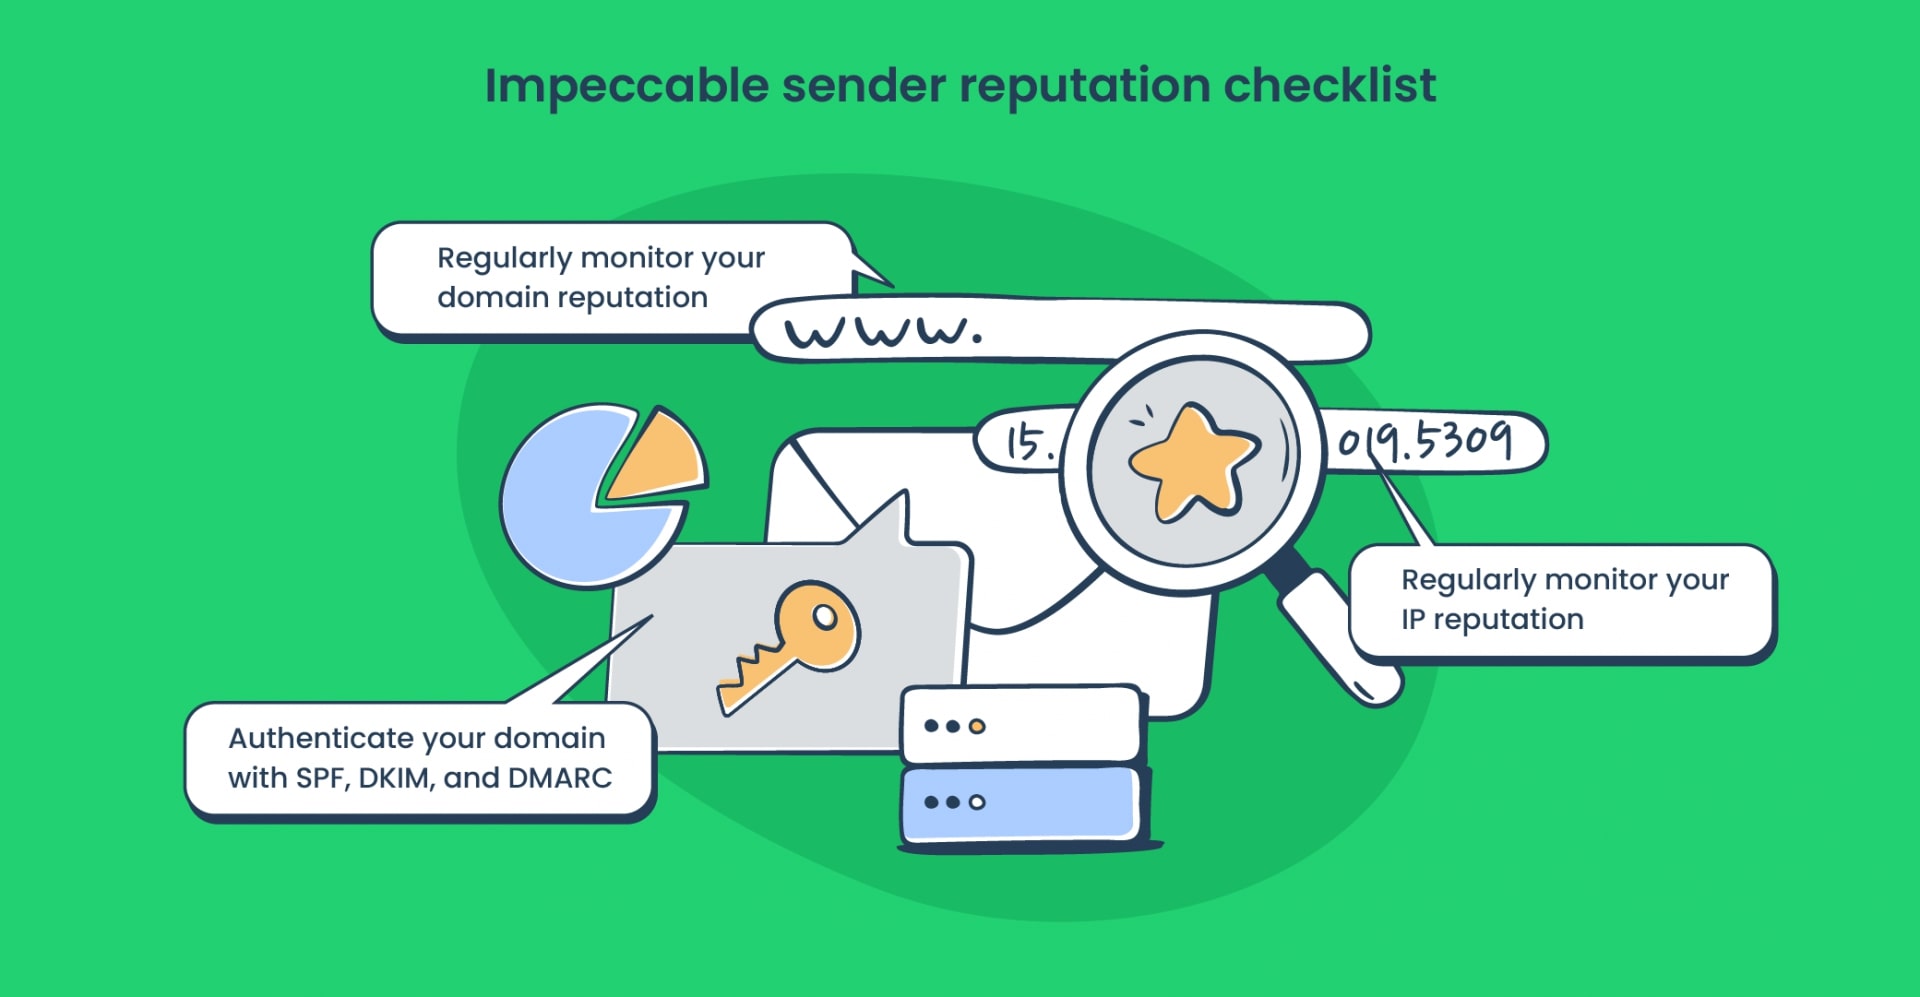 Impeccable sender reputation checklist
Regularly monitor your
domain reputation
www.
15.
019.5309
Regularly monitor your
IP reputation
Authenticate your domain
with SPF, DKIM, and DMARC